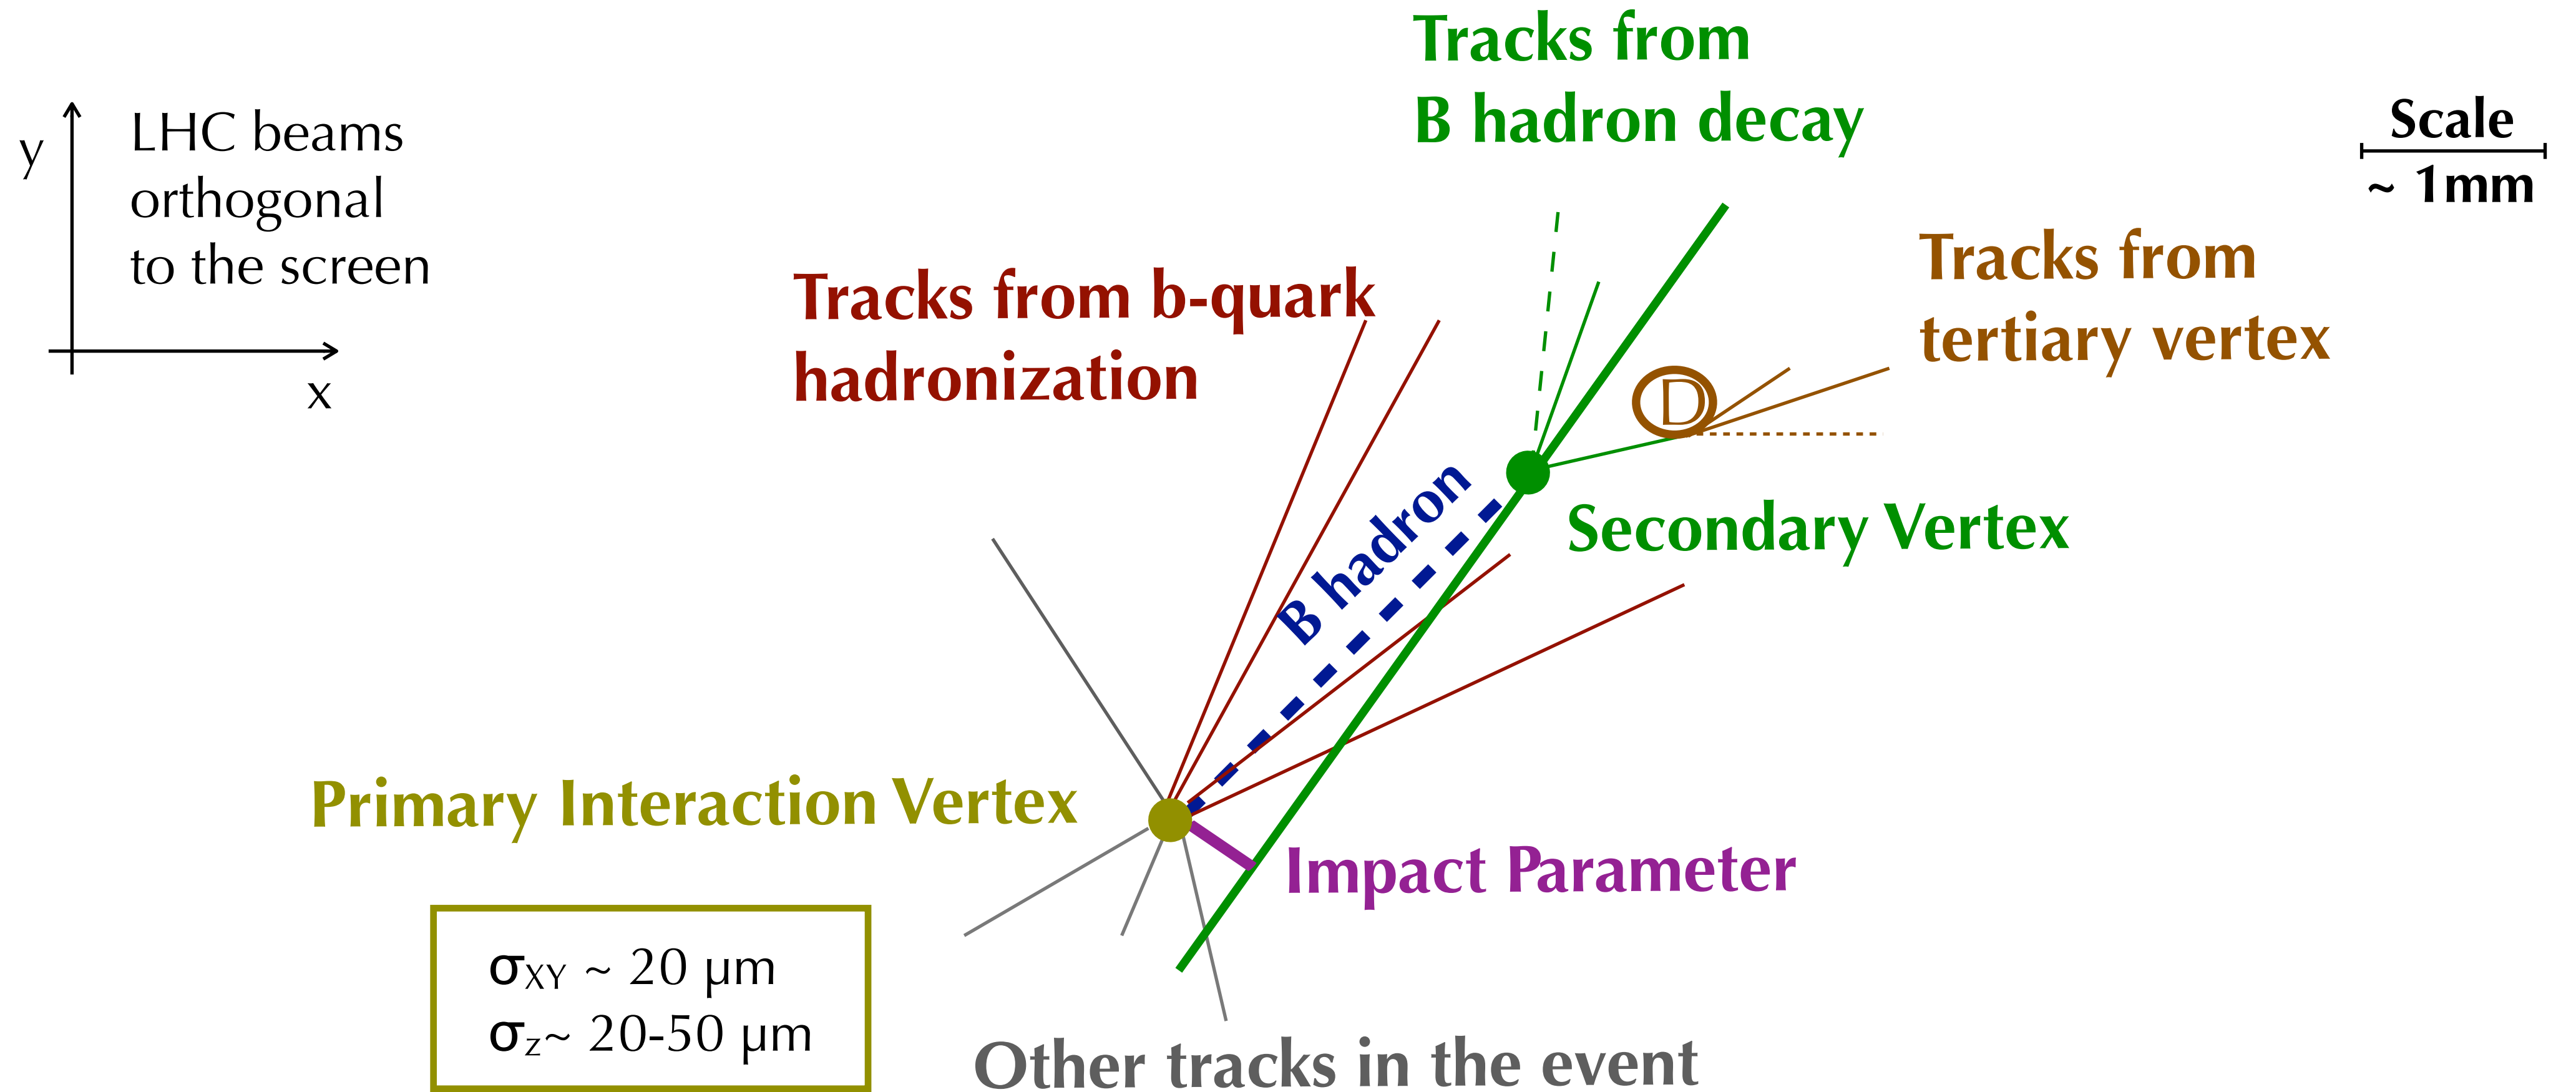 Tracks from
B hadron decay
y
LHC beams
orthogonal
to the screen
x
Scale
~ 1mm
Tracks from b-quark
hadronization
Tracks from
tertiary vertex
D
B hadron
Secondary Vertex
Primary Interaction Vertex
Impact Parameter
σXY ~ 20 μm
σz~ 20-50 μm
Other tracks in the event